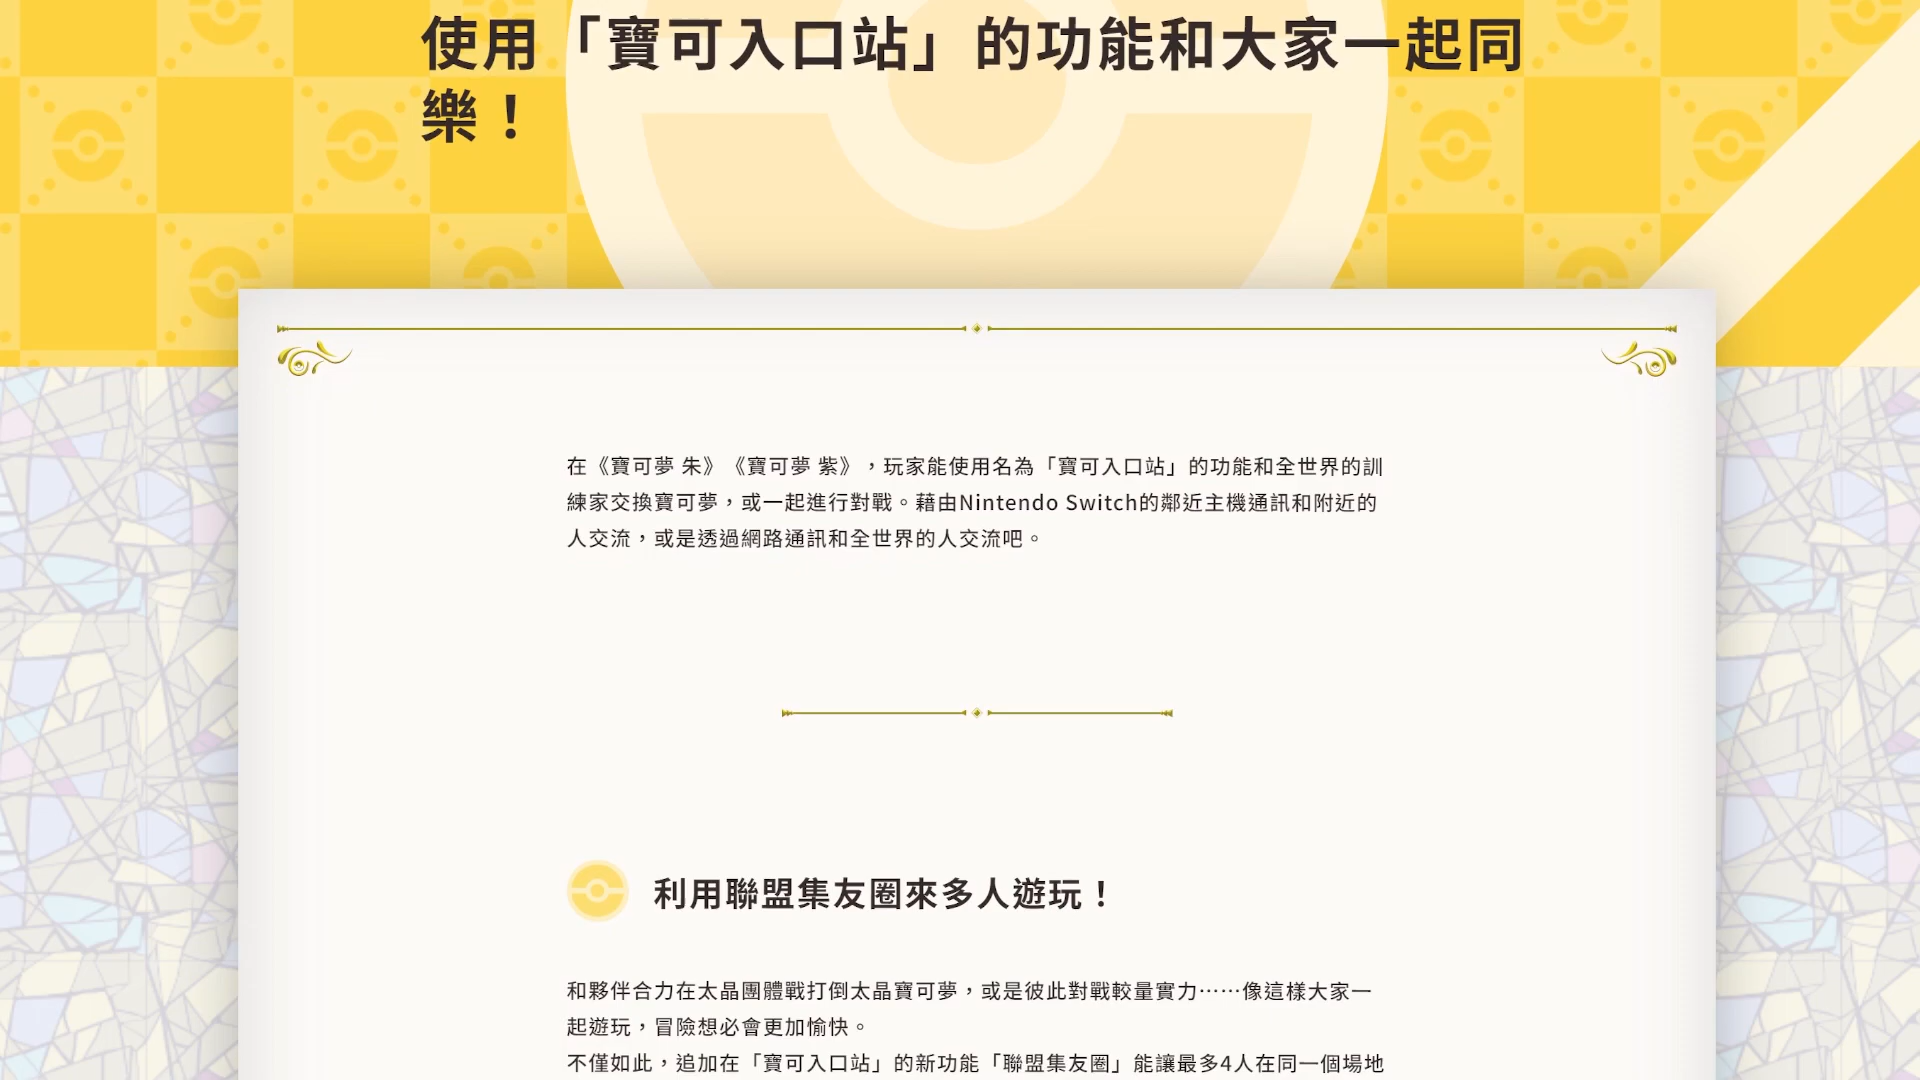 使用「寶可入口站」的功能和大家一起同
樂！
在《寶可夢 朱》《寶可夢 紫》，玩家能使用名為「寶可入口站」的功能和全世界的訓
練家交換寶可夢，或一起進行對戰。藉由Nintendo Switch的鄰近主機通訊和附近的
人交流，或是透過網路通訊和全世界的人交流吧。
利用聯盟集友圈來多人遊玩！
和夥伴合力在太晶團體戰打倒太晶寶可夢，或是彼此對戰較量實力⋯⋯像這樣大家一
起遊玩，冒險想必會更加愉快。
不僅如此，追加在「寶可入口站」的新功能「聯盟集友圈」能讓最多4人在同一個場地